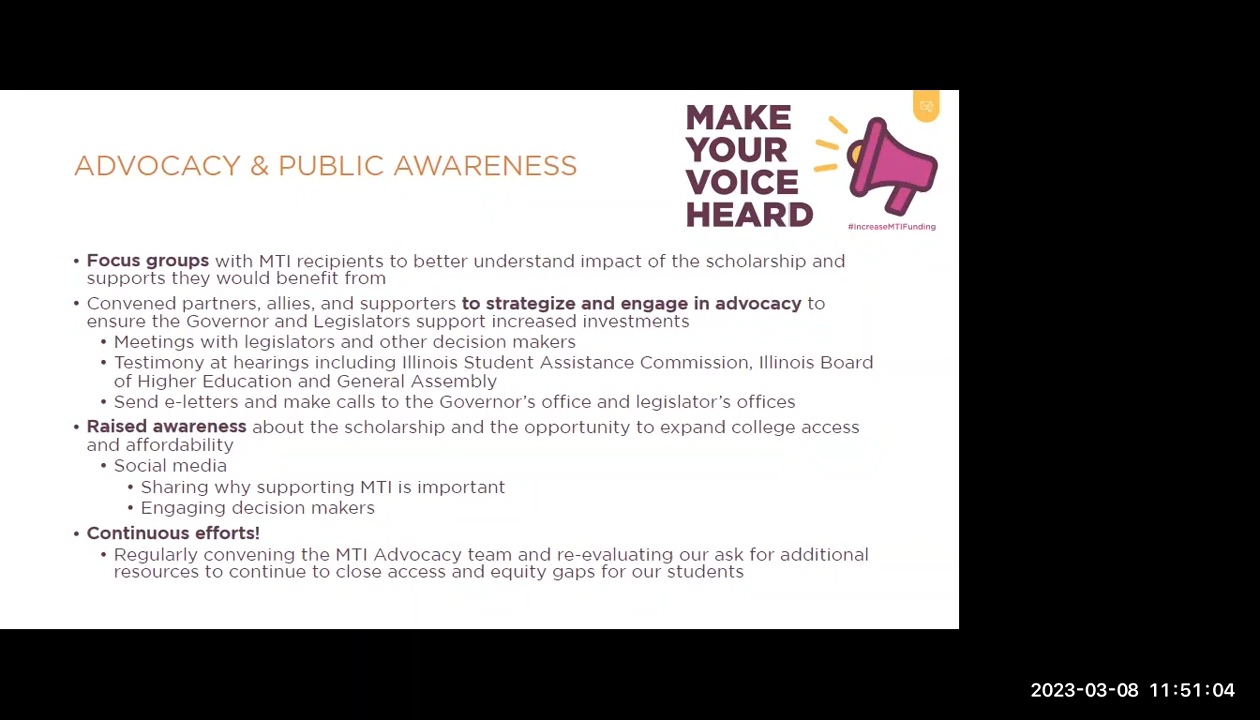 MAKE
YOUR
VOICE
HEARD
#IncreaseMTIFunding
ADVOCACY & PUBLIC AWARENESS
• Focus groups with MTI recipients to better understand impact of the scholarship and
supports they would benefit from
• Convened partners, allies, and supporters to strategize and engage in advocacy to
ensure the Governor and Legislators support increased investments
• Meetings with legislators and other decision makers
• Testimony at hearings including Illinois Student Assistance Commission, Illinois Board
of Higher Education and General Assembly
• Send e-letters and make calls to the Governor's office and legislator's offices
• Raised awareness about the scholarship and the opportunity to expand college access
and affordability
• Social media
• Sharing why supporting MTI is important
• Engaging decision makers
• Continuous efforts!
• Regularly convening the MTI Advocacy team and re-evaluating our ask for additional
resources to continue to close access and equity gaps for our students
2023-03-08 11:51:04